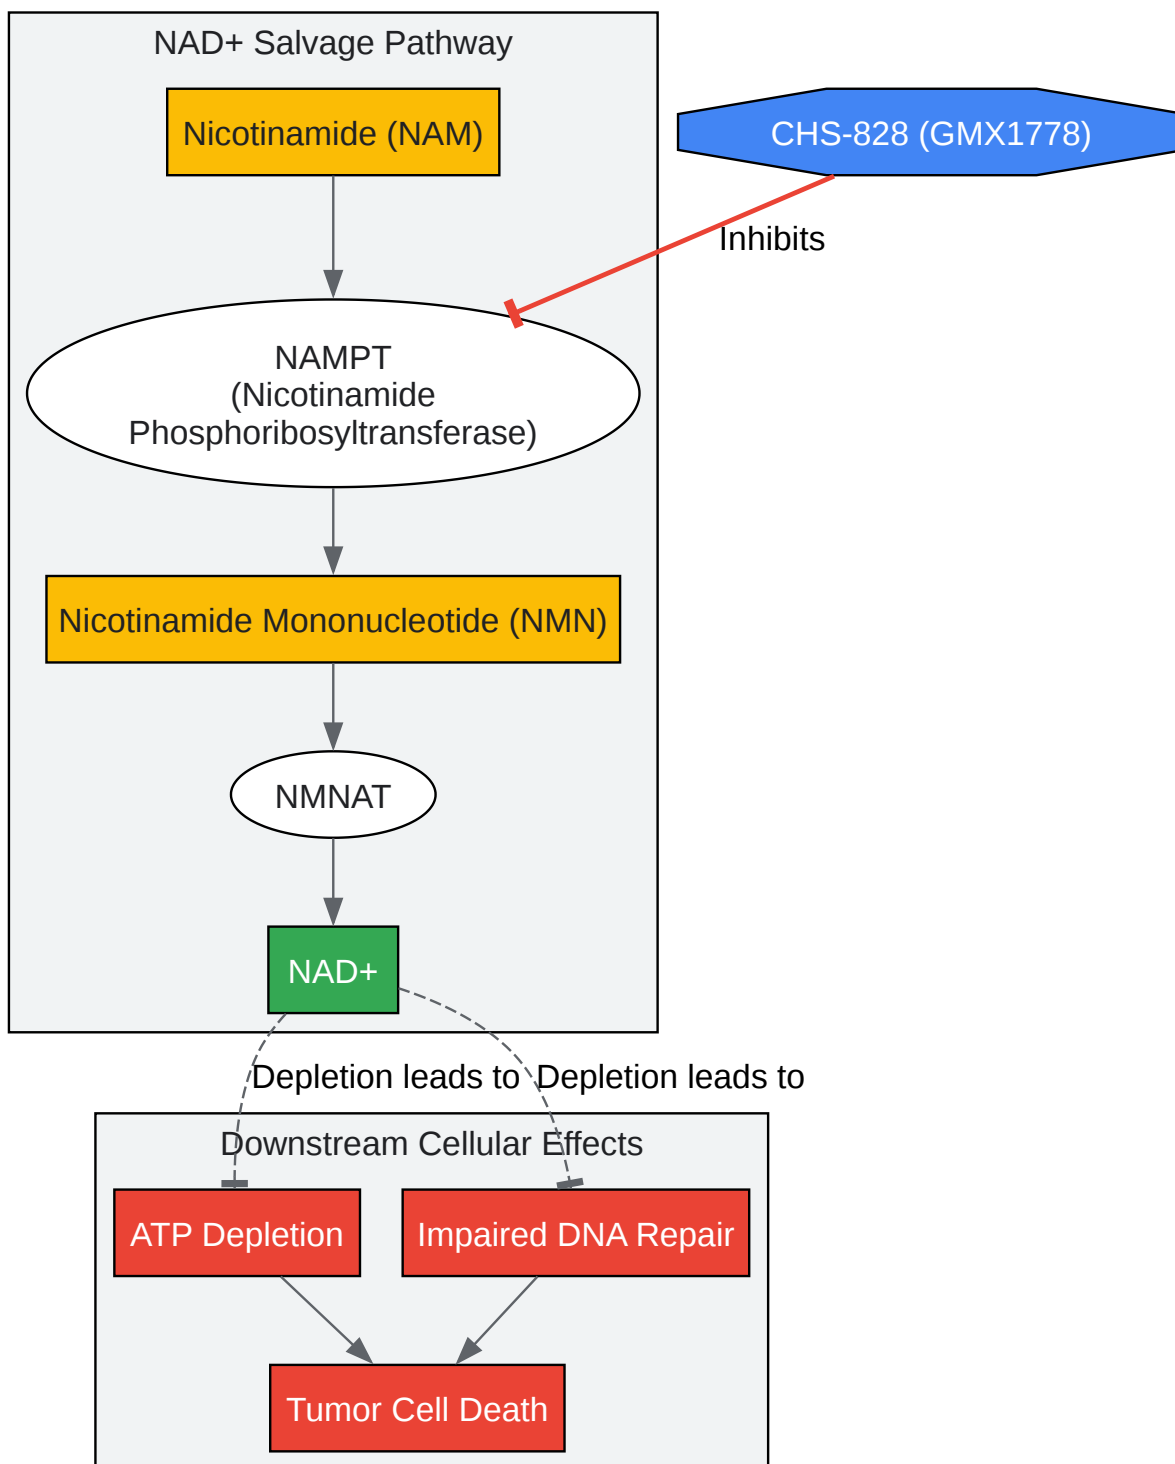 NAD+ Salvage Pathway
Nicotinamide (NAM)
CHS-828 (GMX1778)
Inhibits
NAMPT
(Nicotinamide
Phosphoribosyltransferase)
Nicotinamide Mononucleotide (NMN)
NMNAT
NAD+
Depletion leads to
Depletion leads to
Downstream Cellular Effects
ATP Depletion
Impaired DNA Repair
Tumor Cell Death